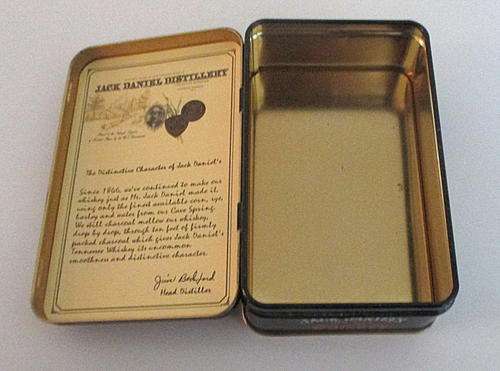 JACK DANIEL DISTILLERY
The Distinctive Character of Jack Daniel's
Since 1866, we've continued to make our
whiskey just as Mr. Jack Daniel made it,
using only the finest available corn, rye,
barley and water from our Cave Spring.
We still charcoal mellow our whiskey,
drop by drop, through ten feet of firmly
packed charcoal which gives Jack Daniel's
Tennessee Whiskey its uncommon
smoothness and distinctive character.
Head Distiller